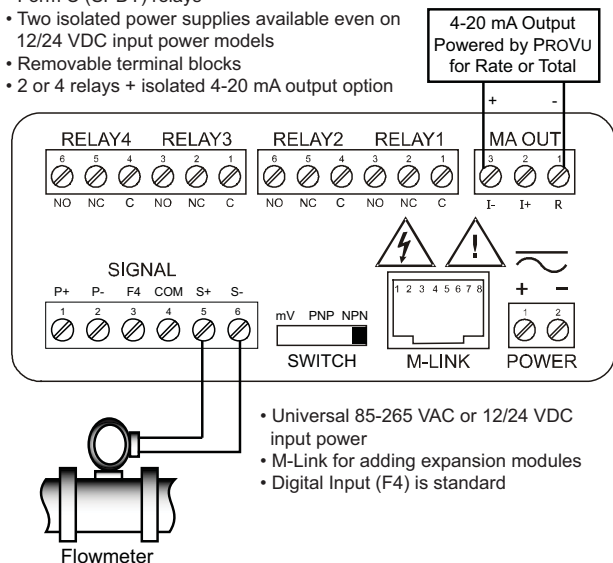 Form C (SPDT) relays
• Two isolated power supplies available even on
12/24 VDC input power models
• Removable terminal blocks
• 2 or 4 relays + isolated 4-20 mA output option
4-20 mA Output
Powered by PROVU
for Rate or Total
+ -
RELAY4 RELAY3 RELAY2 RELAY1 MA OUT
6 5 4 3 2 1 6 5 4 3 2 1 3 2 1
NO NC C NO NC C NO NC C NO NC C I- I+ R
SIGNAL
P+ P- F4 COM S+ S-
1 2 3 4 5 6
mV PNP NPN
SWITCH
1 2 3 4 5 6 7 8
M-LINK
+ -
1 2
POWER
• Universal 85-265 VAC or 12/24 VDC
input power
• M-Link for adding expansion modules
• Digital Input (F4) is standard
Flowmeter